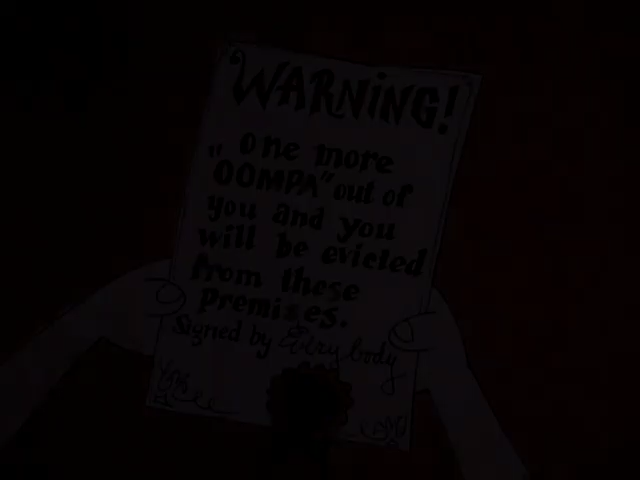 WARNING!
one more
"OOMPA" out of
you and you
will be evicted
from these
premises.
Signed by Everybody